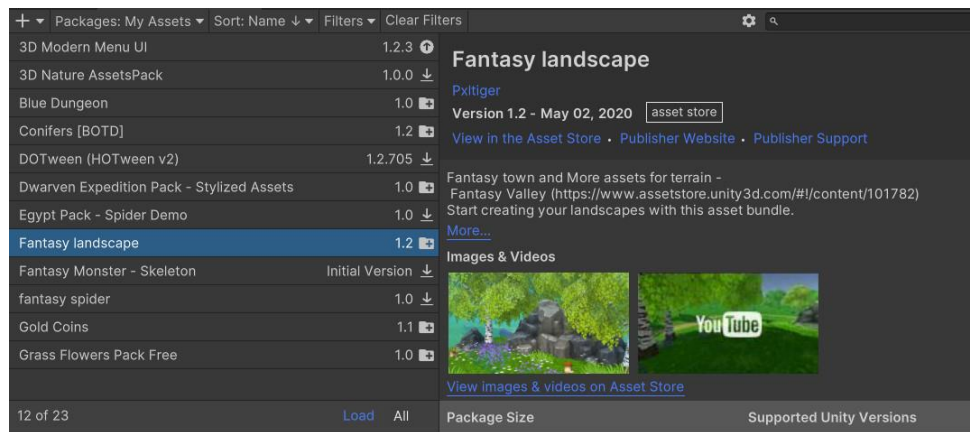 + ▾ Packages: My Assets ▾ Sort: Name ↓ ▾ Filters ▾ Clear Filters
3D Modern Menu UI 1.2.3
3D Nature AssetsPack 1.0.0
Blue Dungeon 1.0
Conifers [BOTD] 1.2
DOTween (HOTween v2) 1.2.705
Dwarven Expedition Pack - Stylized Assets 1.0
Egypt Pack - Spider Demo 1.0
Fantasy landscape 1.2
Fantasy Monster - Skeleton Initial Version
fantasy spider 1.0
Gold Coins 1.1
Grass Flowers Pack Free 1.0
12 of 23 Load All
Fantasy landscape
Pxltiger
Version 1.2 - May 02, 2020 asset store
View in the Asset Store • Publisher Website • Publisher Support
Fantasy town and More assets for terrain -
Fantasy Valley (https://www.assetstore.unity3d.com/#!/content/101782)
Start creating your landscapes with this asset bundle.
More...
Images & Videos
YouTube
View images & videos on Asset Store
Package Size Supported Unity Versions